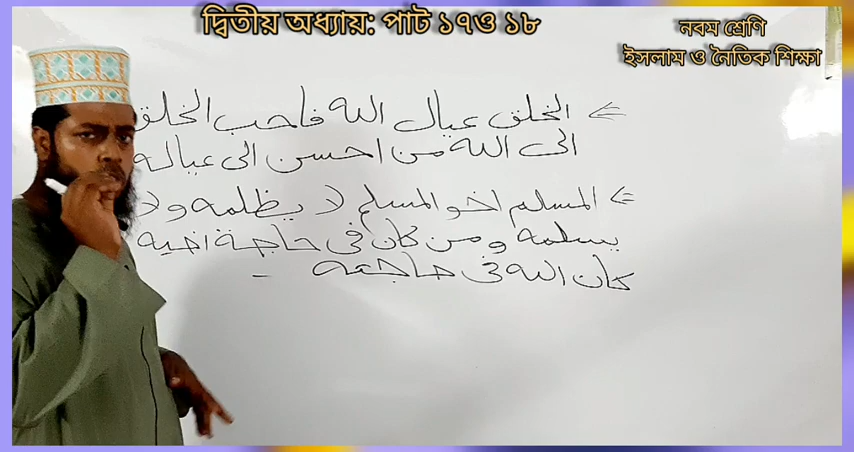 দ্বিতীয় অধ্যায়: পাট ১৭ও ১৮
নবম শ্রেণি
ইসলাম ও নৈতিক শিক্ষা
الخلق عيال الله فاحب الخلق
الى الله من احسن الى عياله
المسلم اخو المسلم لا يظلمه ولا
يسلمه ومن كان فى حاجة اخيه
كان الله فى حاجته